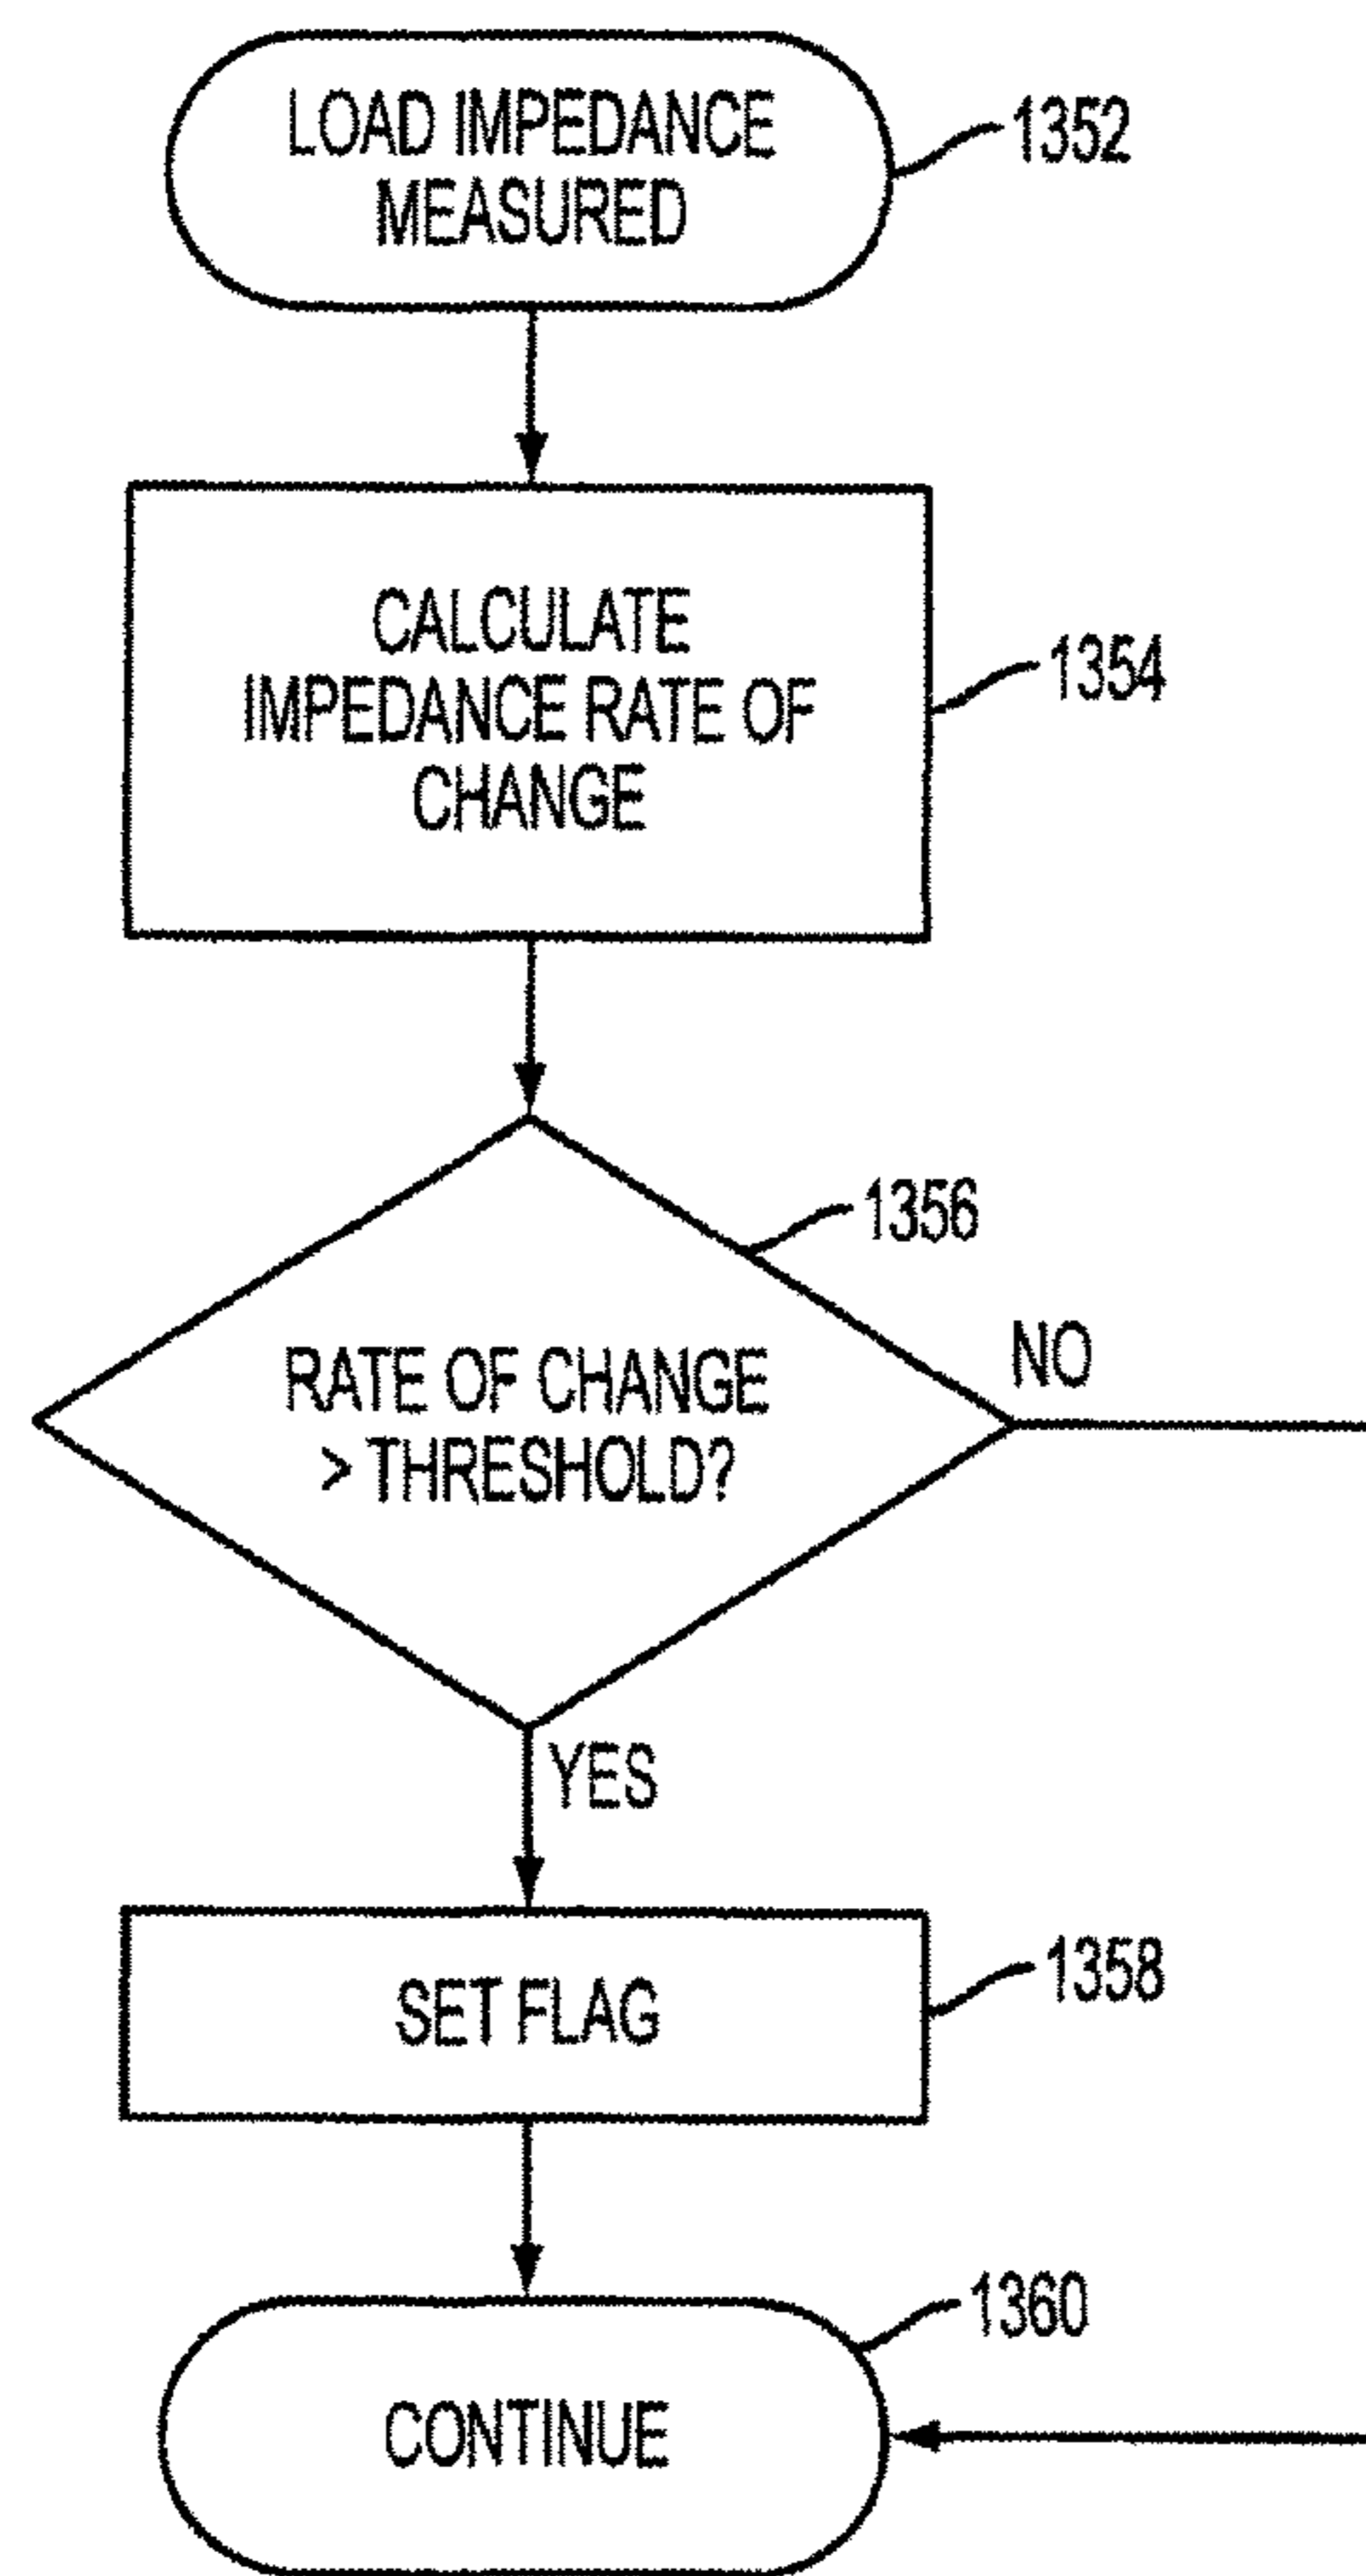 LOAD IMPEDANCE
MEASURED
1352
CALCULATE
IMPEDANCE RATE OF
CHANGE
1354
1356
RATE OF CHANGE
> THRESHOLD?
NO
YES
SET FLAG
1358
1360
CONTINUE